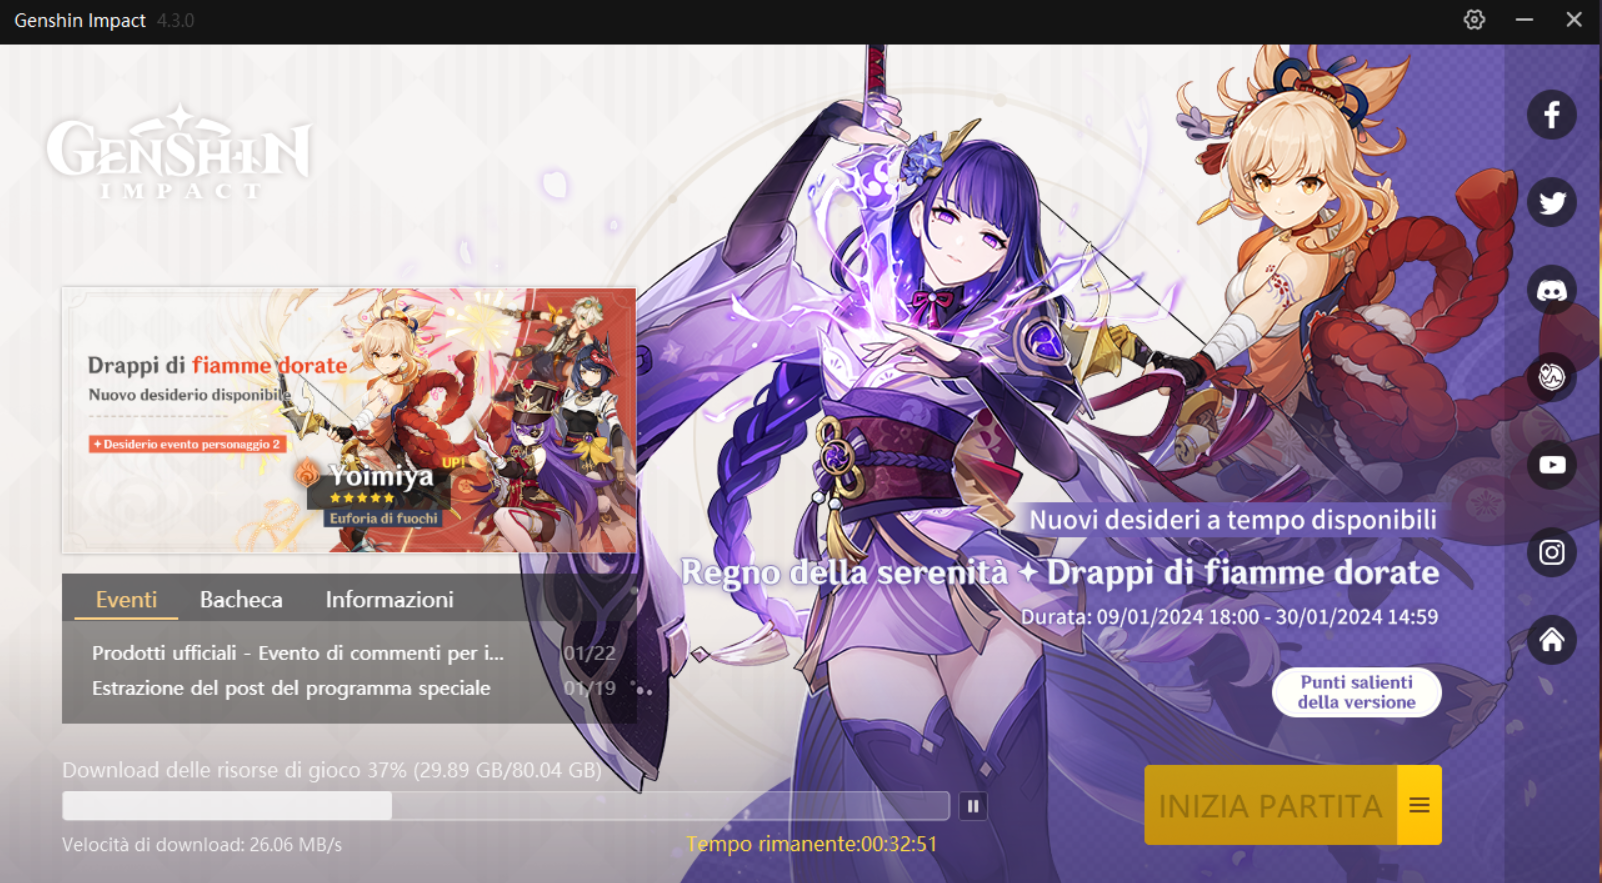 Genshin Impact 4.3.0
GENSHIN
IMPACT
Drappi di fiamme dorate
Nuovo desiderio disponibile
Desiderio evento personaggio 2
UP!
Yoimiya
Euforia di fuochi
Nuovi desideri a tempo disponibili
Regno della serenità ✦ Drappi di fiamme dorate
Durata: 09/01/2024 18:00 - 30/01/2024 14:59
Eventi Bacheca Informazioni
Prodotti ufficiali - Evento di commenti per i... 01/22
Estrazione del post del programma speciale 01/19
Punti salienti
della versione
Download delle risorse di gioco 37% (29.89 GB/80.04 GB)
INIZIA PARTITA
Velocità di download: 26.06 MB/s
Tempo rimanente:00:32:51